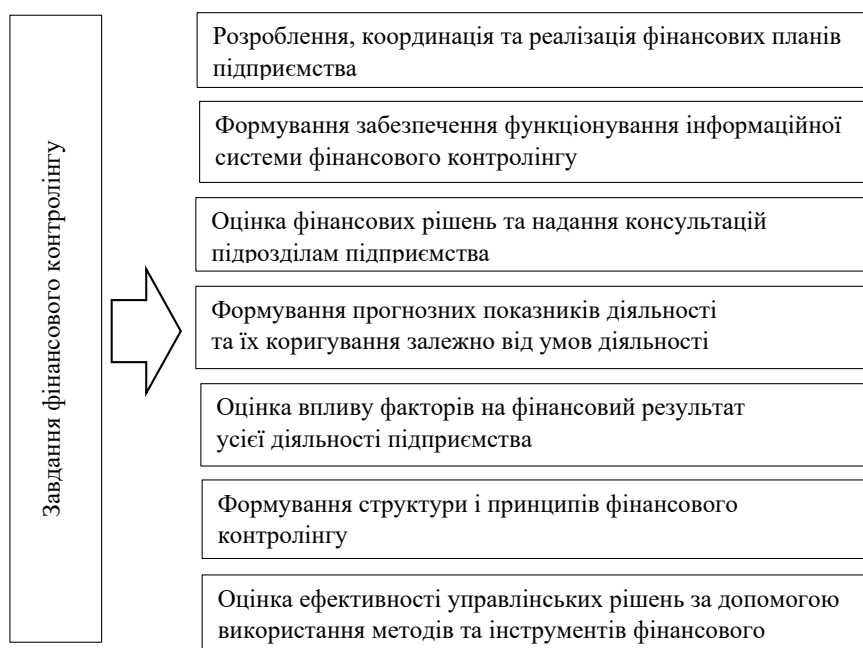 Завдання фінансового контролінгу
Розроблення, координація та реалізація фінансових планів
підприємства
Формування забезпечення функціонування інформаційної
системи фінансового контролінгу
Оцінка фінансових рішень та надання консультацій
підрозділам підприємства
Формування прогнозних показників діяльності
та їх коригування залежно від умов діяльності
Оцінка впливу факторів на фінансовий результат
усієї діяльності підприємства
Формування структури і принципів фінансового
контролінгу
Оцінка ефективності управлінських рішень за допомогою
використання методів та інструментів фінансового